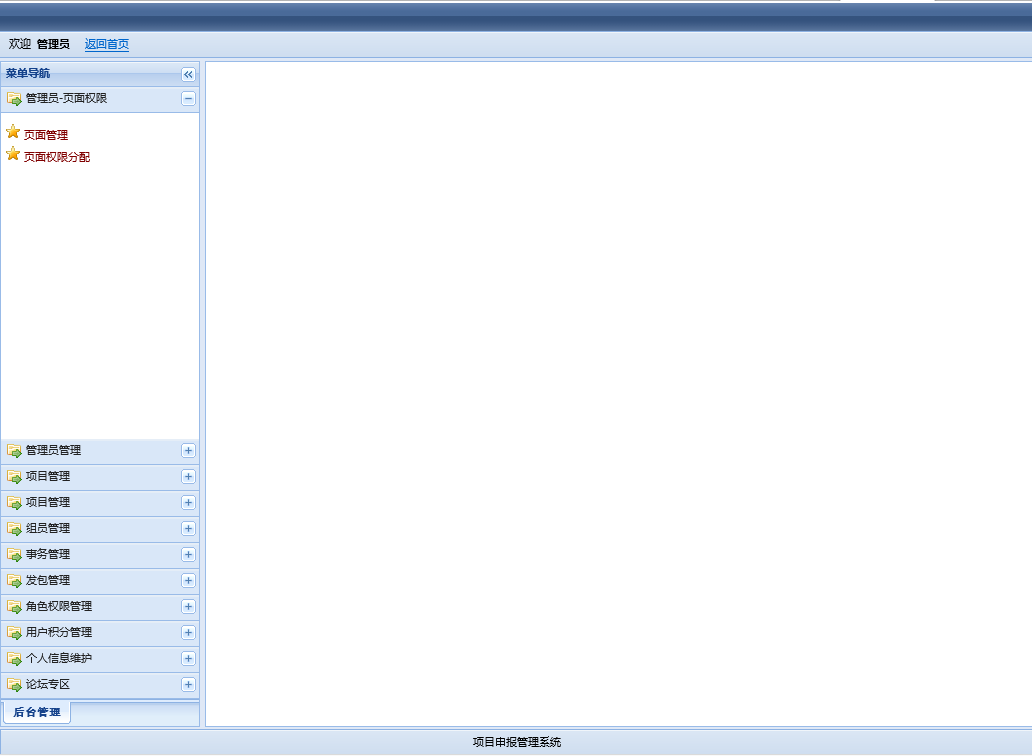 欢迎 管理员 返回首页
菜单导航
管理员-页面权限
页面管理
页面权限分配
管理员管理
项目管理
项目管理
组员管理
事务管理
发包管理
角色权限管理
用户积分管理
个人信息维护
论坛专区
后台管理
项目申报管理系统